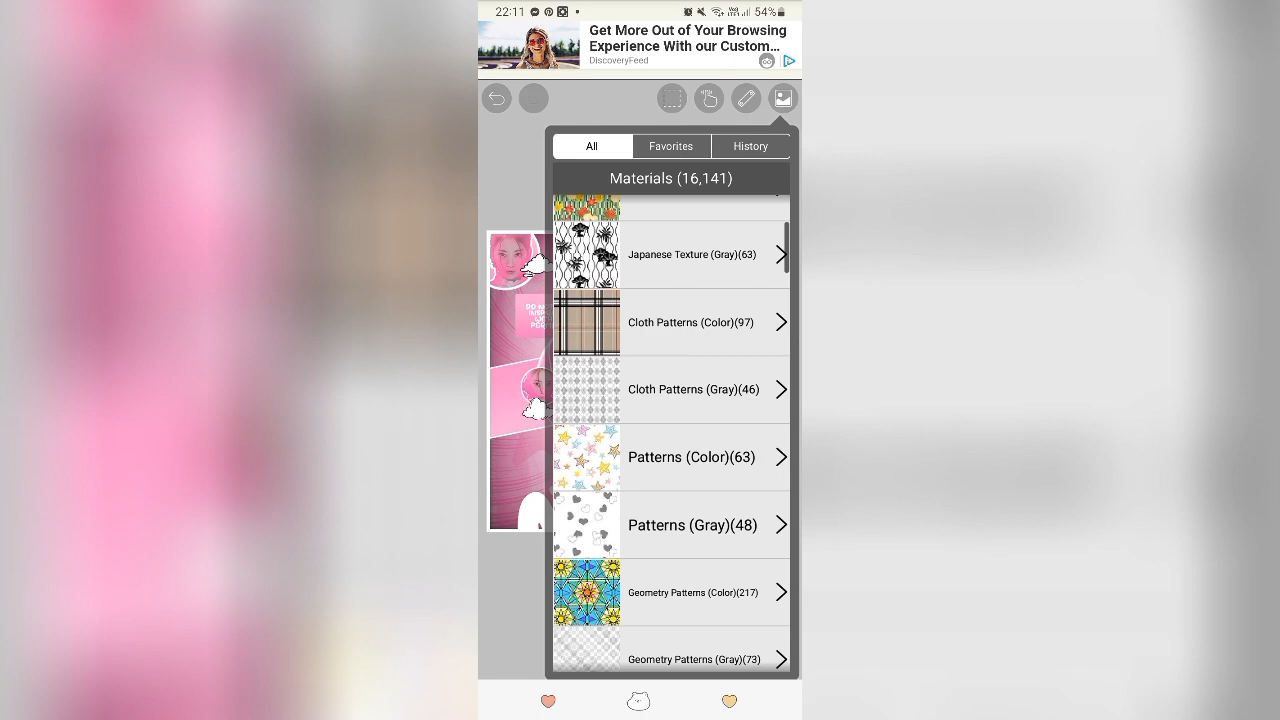 22:11
54%
Get More Out of Your Browsing
Experience With our Custom...
DiscoveryFeed
All
Favorites
History
Materials (16,141)
Japanese Texture (Gray)(63)
Cloth Patterns (Color)(97)
Cloth Patterns (Gray)(46)
Patterns (Color)(63)
Patterns (Gray)(48)
Geometry Patterns (Color)(217)
Geometry Patterns (Gray)(73)